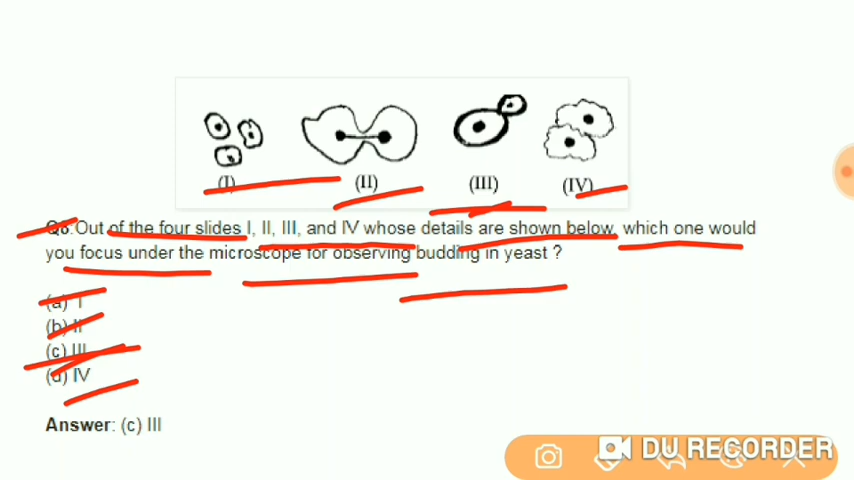 (I) (II) (III) (IV)
Q8.Out of the four slides I, II, III, and IV whose details are shown below, which one would
you focus under the microscope for observing budding in yeast ?
(a) I
(b) II
(c) III
(d) IV
Answer: (c) III
DU RECORDER